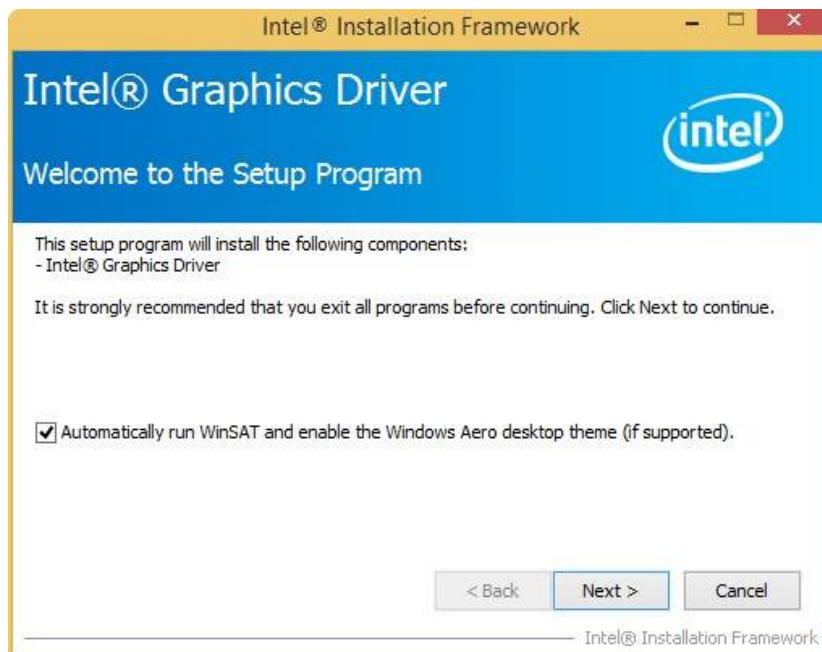 Intel® Installation Framework
Intel® Graphics Driver
intel
Welcome to the Setup Program
This setup program will install the following components:
- Intel® Graphics Driver
It is strongly recommended that you exit all programs before continuing. Click Next to continue.
Automatically run WinSAT and enable the Windows Aero desktop theme (if supported).
< Back
Next >
Cancel
Intel® Installation Framework